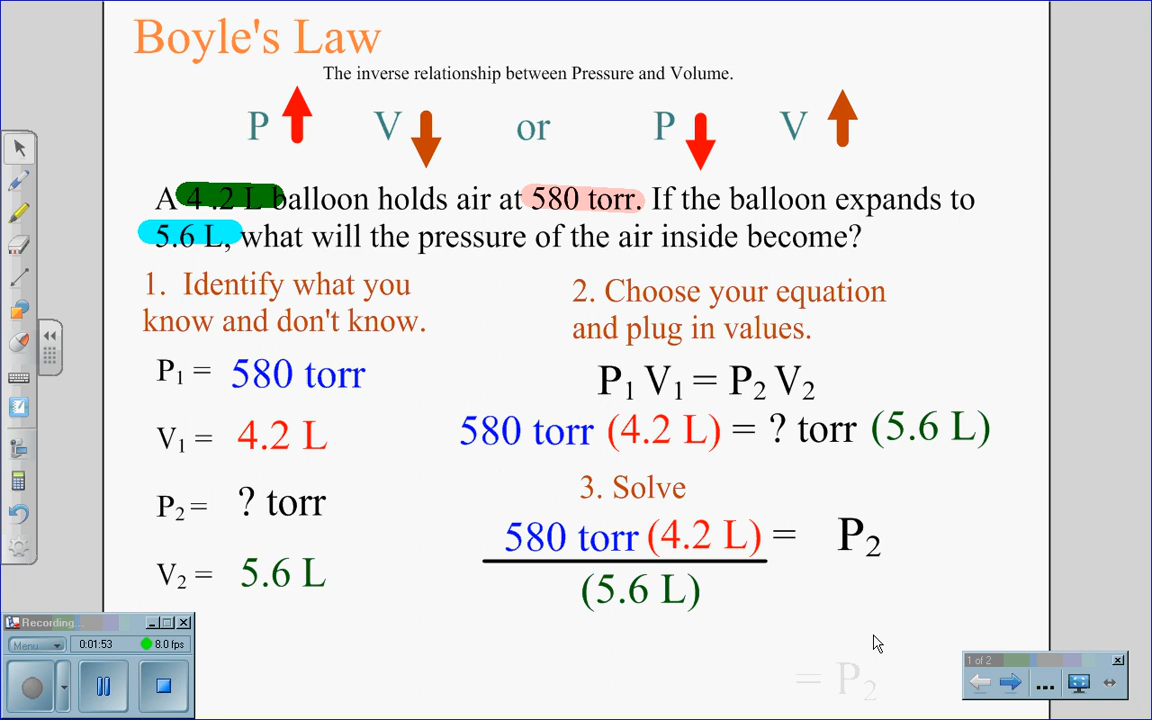 Boyle's Law
The inverse relationship between Pressure and Volume.
P V or P V
A 4.2 L balloon holds air at 580 torr. If the balloon expands to
5.6 L, what will the pressure of the air inside become?
1. Identify what you
know and don't know.
P₁ = 580 torr
V₁ = 4.2 L
P₂ = ? torr
V₂ = 5.6 L
2. Choose your equation
and plug in values.
P₁ V₁ = P₂ V₂
580 torr (4.2 L) = ? torr (5.6 L)
3. Solve
580 torr (4.2 L) = P₂
(5.6 L)
= P₂
Recording...
Menu 0:01:53 8.0 fps
1 of 2